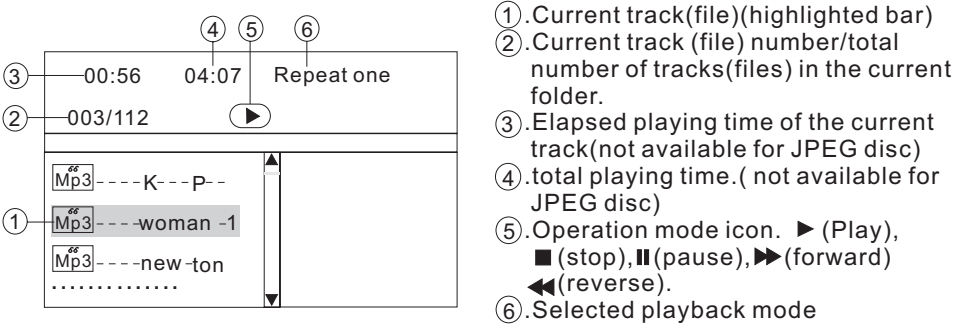 ④ ⑤ ⑥
③ 00:56 04:07 Repeat one
② 003/112
Mp3 ----K---P--
① Mp3 ----woman -1
Mp3 ----new-ton
..............
①.Current track(file)(highlighted bar)
②.Current track (file) number/total
number of tracks(files) in the current
folder.
③.Elapsed playing time of the current
track(not available for JPEG disc)
④.total playing time.( not available for
JPEG disc)
⑤.Operation mode icon. ▶ (Play),
■ (stop),⏸(pause),▶▶(forward)
◀◀(reverse).
⑥.Selected playback mode